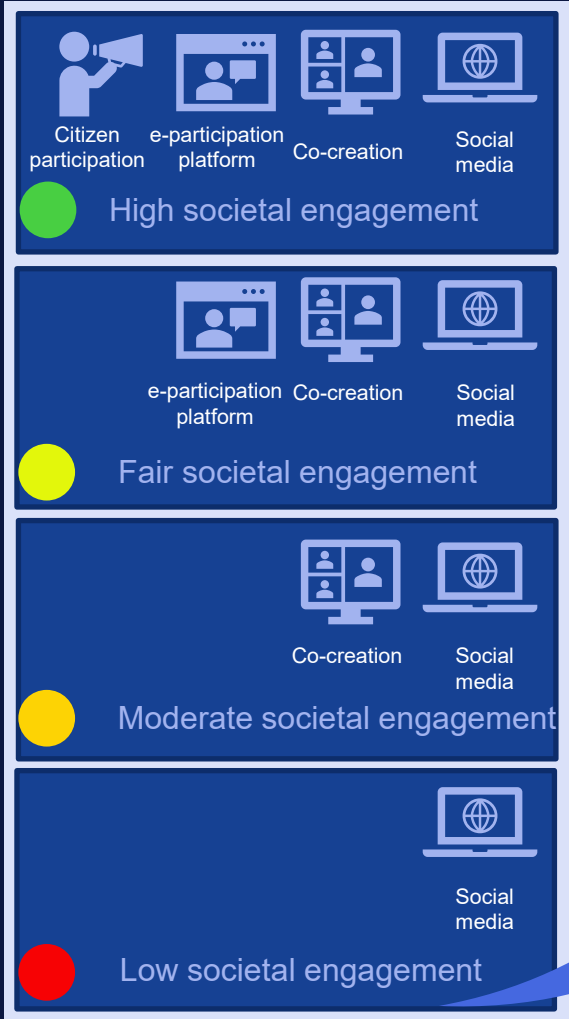 Citizen
participation
e-participation
platform
Co-creation
Social
media
High societal engagement
e-participation
platform
Co-creation
Social
media
Fair societal engagement
Co-creation
Social
media
Moderate societal engagement
Social
media
Low societal engagement